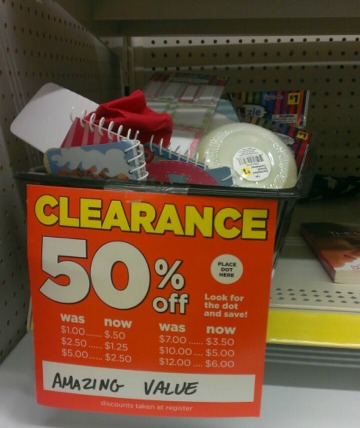 CLEARANCE
50% off
PLACE DOT HERE
Look for the dot and save!
was now
$1.00...... $.50
$2.50 ..... $1.25
$5.00...... $2.50
was now
$7.00 ..... $3.50
$10.00 .... $5.00
$12.00 .... $6.00
AMAZING VALUE
discounts taken at register